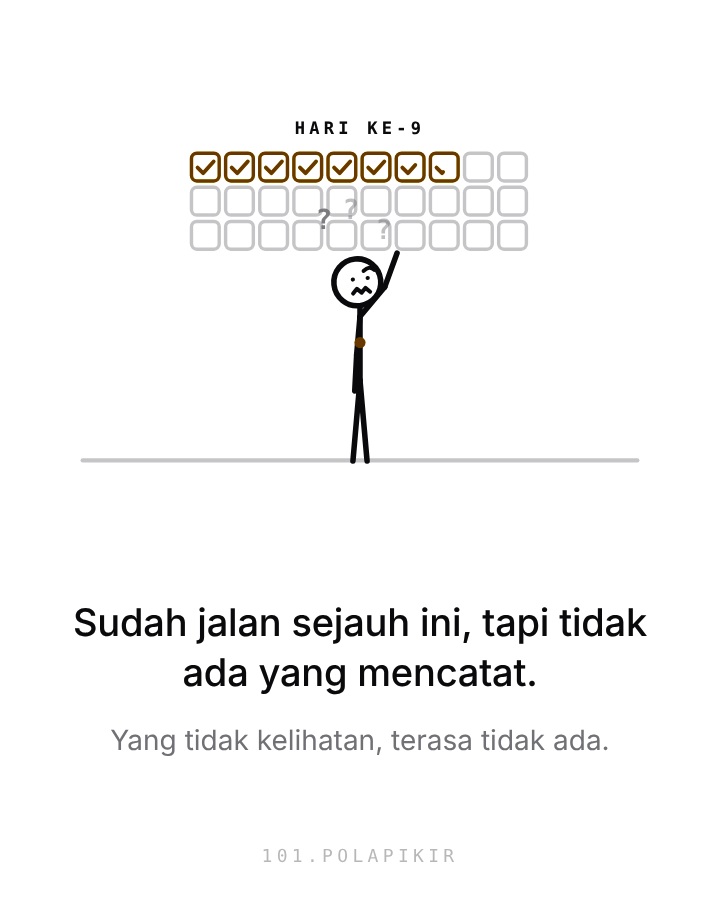 HARI KE-9
? ?
?
Sudah jalan sejauh ini, tapi tidak
ada yang mencatat.
Yang tidak kelihatan, terasa tidak ada.
101.POLAPIKIR